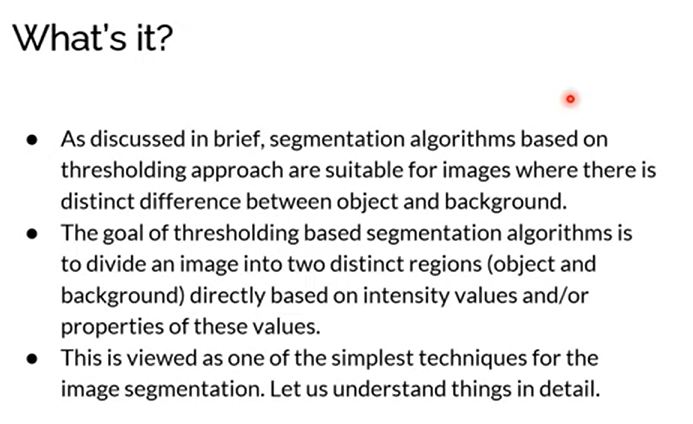 What's it?
● As discussed in brief, segmentation algorithms based on
thresholding approach are suitable for images where there is
distinct difference between object and background.
● The goal of thresholding based segmentation algorithms is
to divide an image into two distinct regions (object and
background) directly based on intensity values and/or
properties of these values.
● This is viewed as one of the simplest techniques for the
image segmentation. Let us understand things in detail.